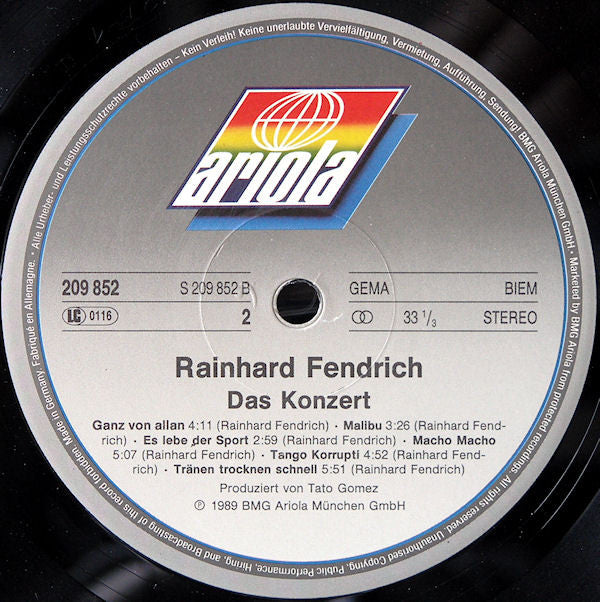 ariola
209 852 S 209 852 B GEMA BIEM
LC 0116 2 33 1/3 STEREO
Rainhard Fendrich
Das Konzert
Ganz von allan 4:11 (Rainhard Fendrich) · Malibu 3:26 (Rainhard Fend-
rich) · Es lebe der Sport 2:59 (Rainhard Fendrich) · Macho Macho
5:07 (Rainhard Fendrich) · Tango Korrupti 4:52 (Rainhard Fendrich) ·
Tränen trocknen schnell 5:51 (Rainhard Fendrich)
Produziert von Tato Gomez
℗ 1989 BMG Ariola München GmbH
Made in Germany. Fabriqué en Allemagne. · Alle Urheber- und Leistungsschutzrechte vorbehalten – Kein Verleih! Keine unerlaubte Vervielfältigung, Vermietung, Aufführung, Sendung! BMG Ariola München GmbH · Marketed by BMG Ariola from protected recordings. All rights reserved. Unauthorised Copying, Public Performance, Hiring, and Broadcasting of this record forbidden.